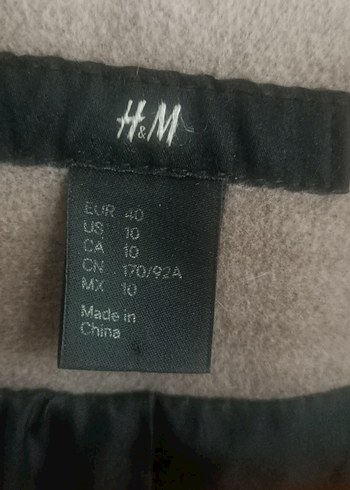 H&M
EUR 40
US 10
CA 10
CN 170/92A
MX 10
Made in
China